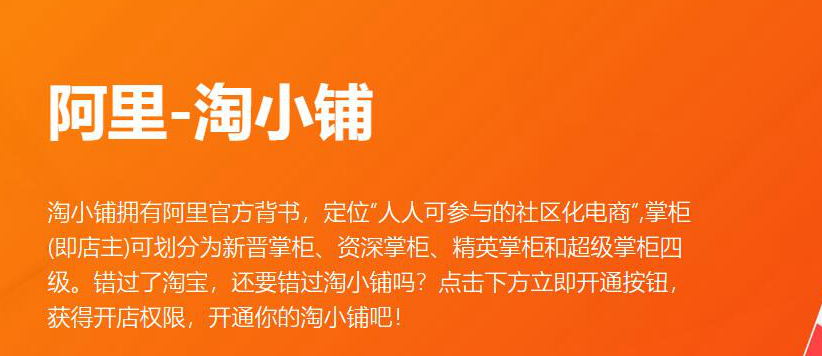 阿里-淘小铺
淘小铺拥有阿里官方背书，定位“人人可参与的社区化电商”,掌柜
(即店主)可划分为新晋掌柜、资深掌柜、精英掌柜和超级掌柜四
级。错过了淘宝，还要错过淘小铺吗？点击下方立即开通按钮，
获得开店权限，开通你的淘小铺吧！